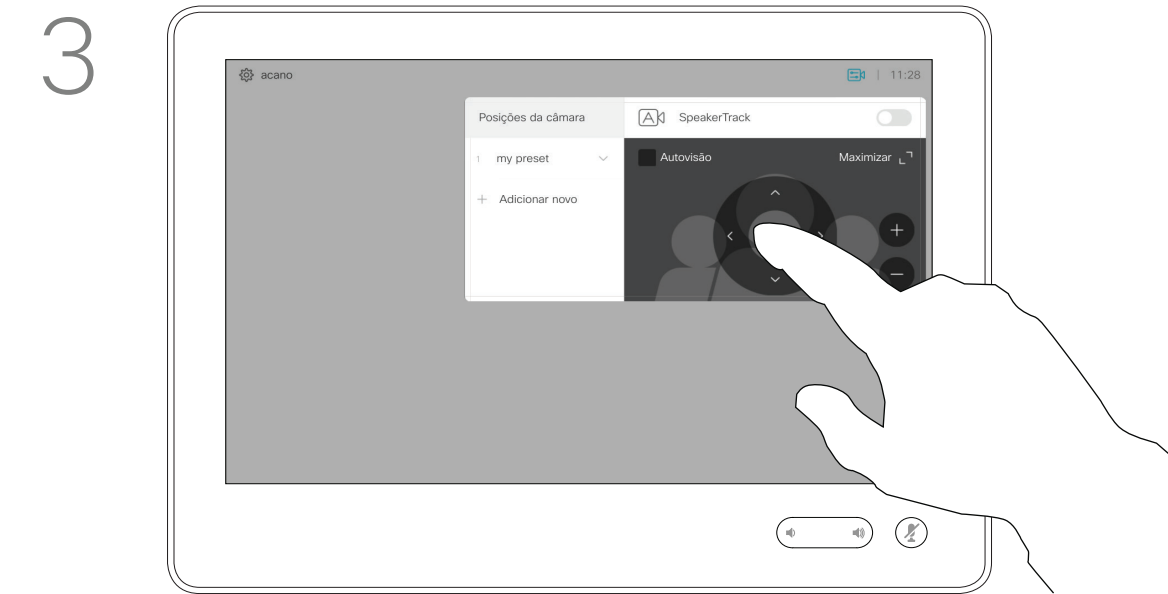 3
acano
11:28
Posições da câmara
SpeakerTrack
1 my preset
Autovisão
Maximizar
+ Adicionar novo